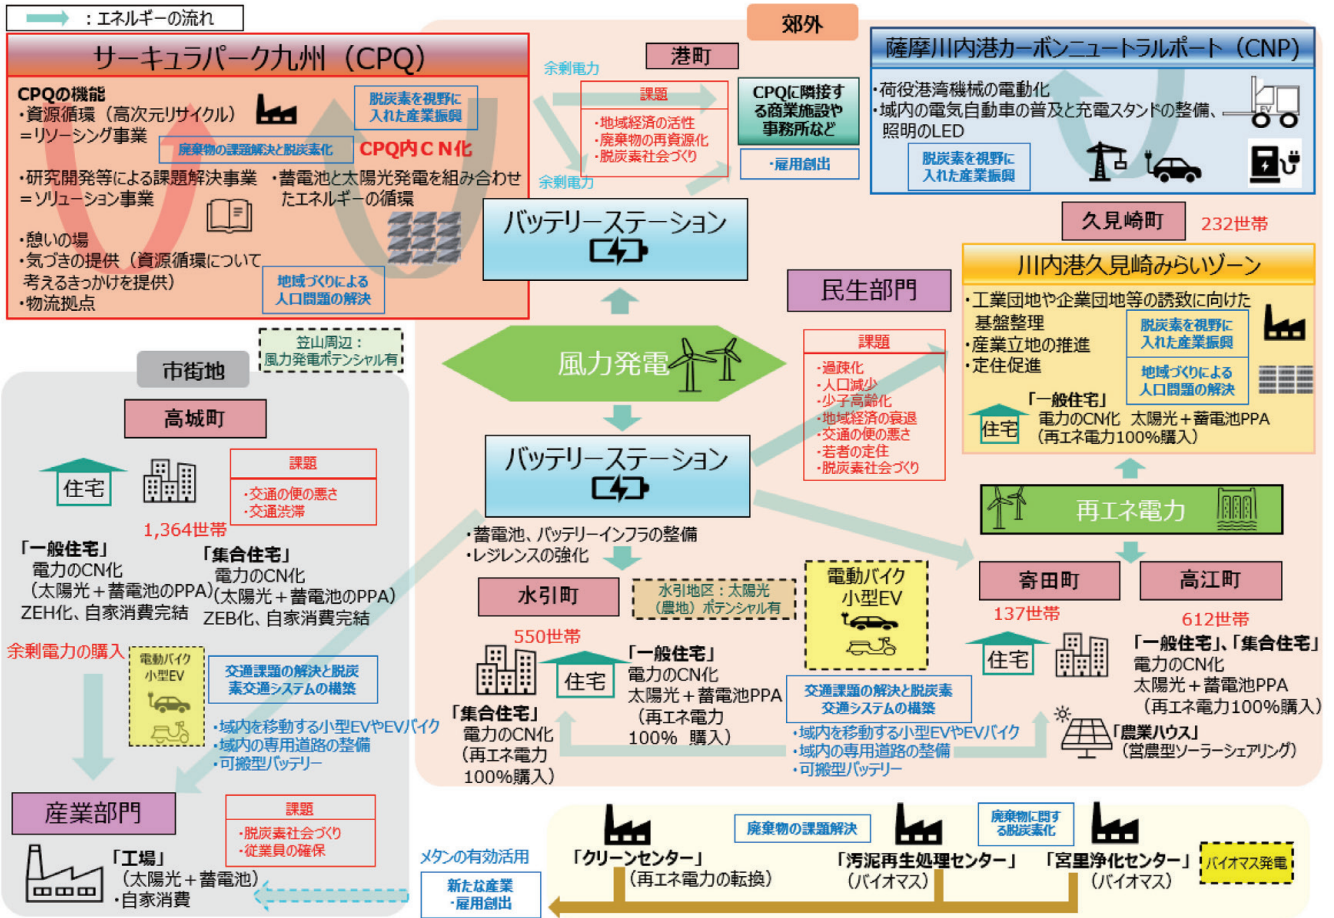 ：エネルギーの流れ
サーキュラパーク九州（CPQ）
CPQの機能
・資源循環（高次元リサイクル）
＝リソーシング事業
脱炭素を視野に
入れた産業振興
廃棄物の課題解決と脱炭素化
CPQ内ＣＮ化
・研究開発等による課題解決事業
＝ソリューション事業
・蓄電池と太陽光発電を組み合わせ
たエネルギーの循環
・憩いの場
・気づきの提供（資源循環について
考えるきっかけを提供）
・物流拠点
地域づくりによる
人口問題の解決
郊外
港町
余剰電力
課題
・地域経済の活性
・廃棄物の再資源化
・脱炭素社会づくり
CPQに隣接す
る商業施設や
事務所など
・雇用創出
余剰電力
バッテリーステーション
薩摩川内港カーボンニュートラルポート（CNP)
・荷役港湾機械の電動化
・域内の電気自動車の普及と充電スタンドの整備、
照明のLED
EV
脱炭素を視野に
入れた産業振興
久見崎町
232世帯
川内港久見崎みらいゾーン
・工業団地や企業団地等の誘致に向けた
基盤整理
・産業立地の推進
・定住促進
脱炭素を視野に
入れた産業振興
地域づくりによる
人口問題の解決
「一般住宅」
住宅
電力のCN化 太陽光＋蓄電池PPA
（再エネ電力100%購入）
民生部門
課題
・過疎化
・人口減少
・少子高齢化
・地域経済の衰退
・交通の便の悪さ
・若者の定住
・脱炭素社会づくり
風力発電
笠山周辺：
風力発電ポテンシャル有
市街地
高城町
住宅
課題
・交通の便の悪さ
・交通渋滞
1,364世帯
「一般住宅」
電力のCN化
（太陽光＋蓄電池のPPA）
ZEH化、自家消費完結
「集合住宅」
電力のCN化
（太陽光＋蓄電池のPPA）
ZEB化、自家消費完結
余剰電力の購入
電動バイク
小型EV
交通課題の解決と脱炭
素交通システムの構築
・域内を移動する小型EVやEVバイク
・域内の専用道路の整備
・可搬型バッテリー
産業部門
課題
・脱炭素社会づくり
・従業員の確保
「工場」
（太陽光＋蓄電池）
・自家消費
バッテリーステーション
・蓄電池、バッテリーインフラの整備
・レジレンスの強化
水引町
水引地区：太陽光
（農地）ポテンシャル有
550世帯
住宅
「一般住宅」
電力のCN化
太陽光＋蓄電池PPA
（再エネ電力
100% 購入）
「集合住宅」
電力のCN化
（再エネ電力
100%購入）
電動バイク
小型EV
交通課題の解決と脱炭素
交通システムの構築
・域内を移動する小型EVやEVバイク
・域内の専用道路の整備
・可搬型バッテリー
再エネ電力
寄田町
137世帯
高江町
612世帯
住宅
「一般住宅」、「集合住宅」
電力のCN化
太陽光＋蓄電池PPA
（再エネ電力100%購入）
「農業ハウス」
（営農型ソーラーシェアリング）
メタンの有効活用
新たな産業
・雇用創出
「クリーンセンター」
（再エネ電力の転換）
廃棄物の課題解決
「汚泥再生処理センター」
（バイオマス）
廃棄物に関す
る脱炭素化
「宮里浄化センター」
（バイオマス）
バイオマス発電